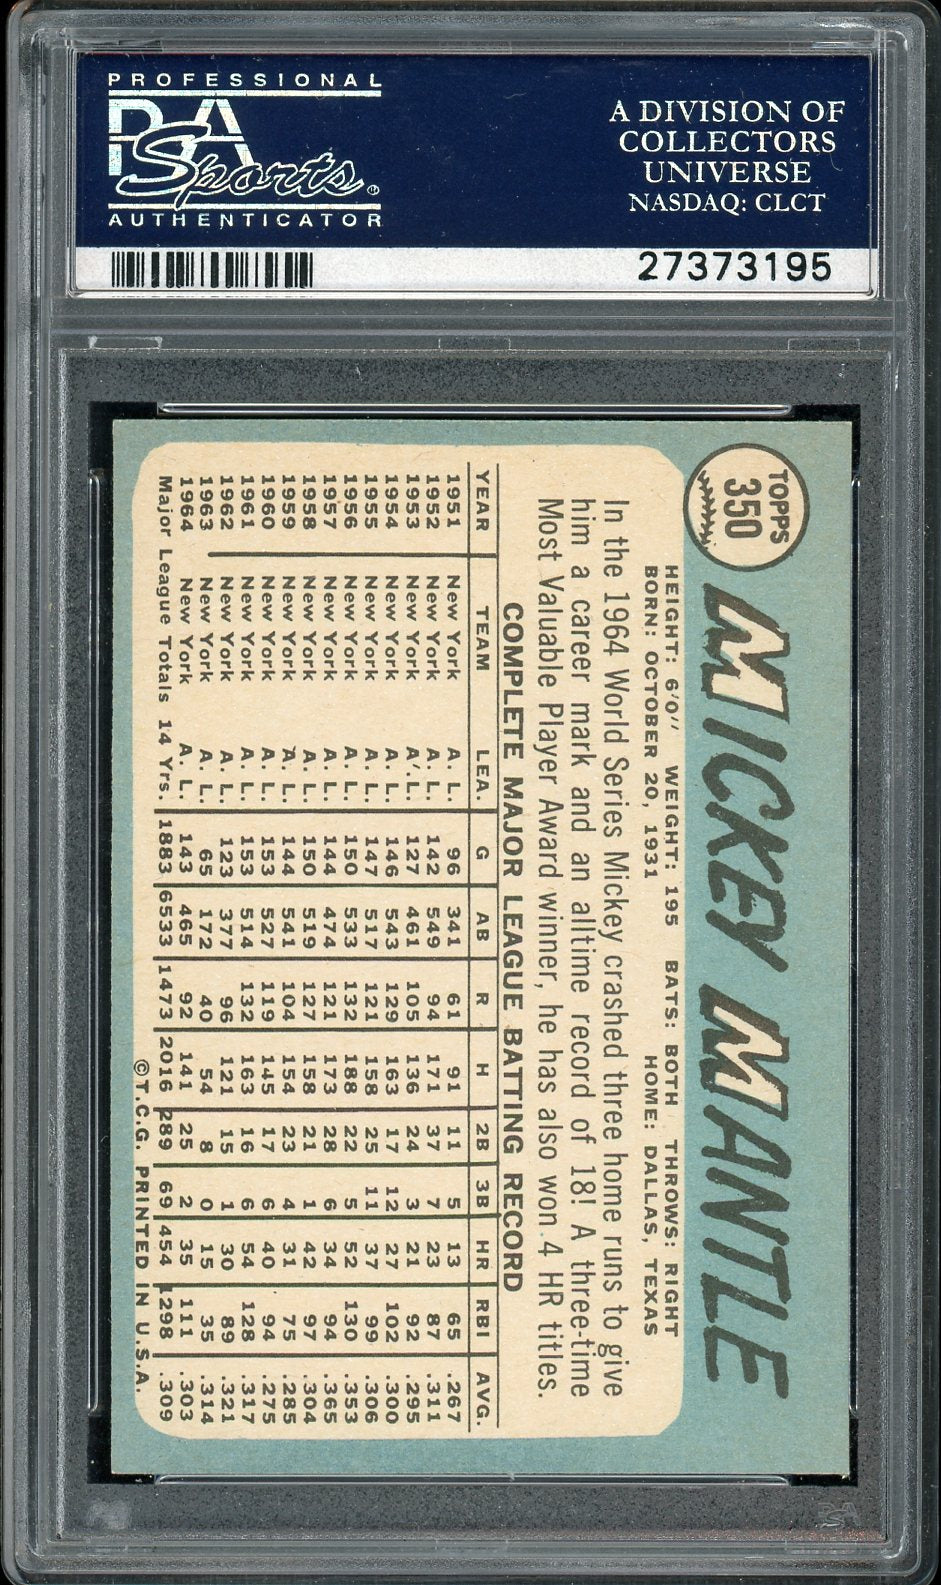 PROFESSIONAL
PSA
Sports
AUTHENTICATOR
A DIVISION OF
COLLECTORS
UNIVERSE
NASDAQ: CLCT
27373195
TOPPS
350
MICKEY MANTLE
HEIGHT: 6'0" WEIGHT: 195 BATS: BOTH THROWS: RIGHT
BORN: OCTOBER 20, 1931 HOME: DALLAS, TEXAS
In the 1964 World Series Mickey crashed three home runs to give
him a career mark and an alltime record of 18! A three-time
Most Valuable Player Award winner, he has also won 4 HR titles.
COMPLETE MAJOR LEAGUE BATTING RECORD
YEAR TEAM LEA. G AB R H 2B 3B HR RBI AVG.
1951 New York A. L. 96 341 61 91 11 5 13 65 .267
1952 New York A. L. 142 549 94 171 37 7 23 87 .311
1953 New York A. L. 127 461 105 136 24 3 21 92 .295
1954 New York A. L. 146 543 129 163 17 12 27 102 .300
1955 New York A. L. 147 517 121 158 25 11 37 99 .306
1956 New York A. L. 150 533 132 188 22 5 52 130 .353
1957 New York A. L. 144 474 121 173 28 6 34 94 .365
1958 New York A. L. 150 519 127 158 21 1 42 97 .304
1959 New York A. L. 144 541 104 154 23 4 31 75 .285
1960 New York A. L. 153 527 119 145 17 6 40 94 .275
1961 New York A. L. 153 514 132 163 16 6 54 128 .317
1962 New York A. L. 123 377 96 121 15 1 30 89 .321
1963 New York A. L. 65 172 40 54 8 0 15 35 .314
1964 New York A. L. 143 465 92 141 25 2 35 111 .303
Major League Totals 14 Yrs. 1883 6533 1473 2016 289 69 454 1298 .309
©T.C.G. PRINTED IN U.S.A.
PSA